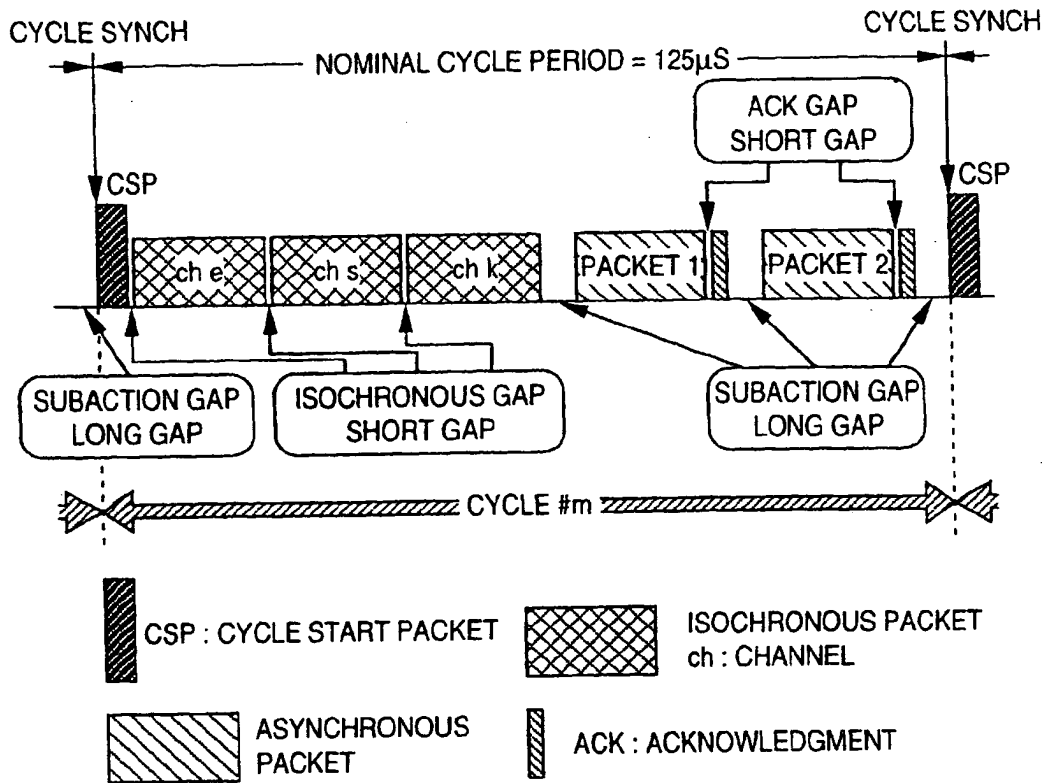 CYCLE SYNCH
CYCLE SYNCH
NOMINAL CYCLE PERIOD = 125μS
ACK GAP
SHORT GAP
CSP
CSP
ch e
ch s
ch k
PACKET 1
PACKET 2
SUBACTION GAP
LONG GAP
ISOCHRONOUS GAP
SHORT GAP
SUBACTION GAP
LONG GAP
CYCLE #m
CSP : CYCLE START PACKET
ISOCHRONOUS PACKET
ch : CHANNEL
ASYNCHRONOUS
PACKET
ACK : ACKNOWLEDGMENT